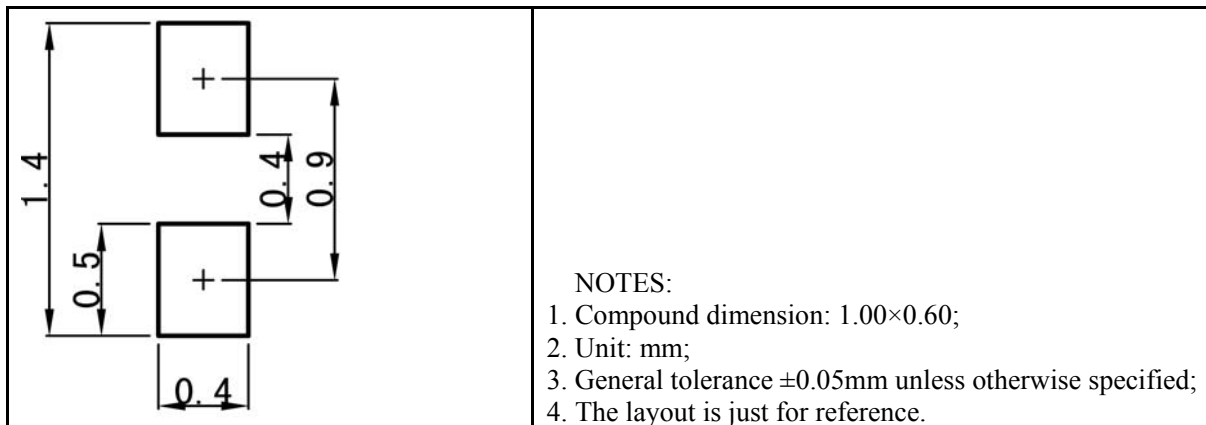 1.4
0.4
0.9
0.5
0.4
NOTES:
1. Compound dimension: 1.00×0.60;
2. Unit: mm;
3. General tolerance ±0.05mm unless otherwise specified;
4. The layout is just for reference.